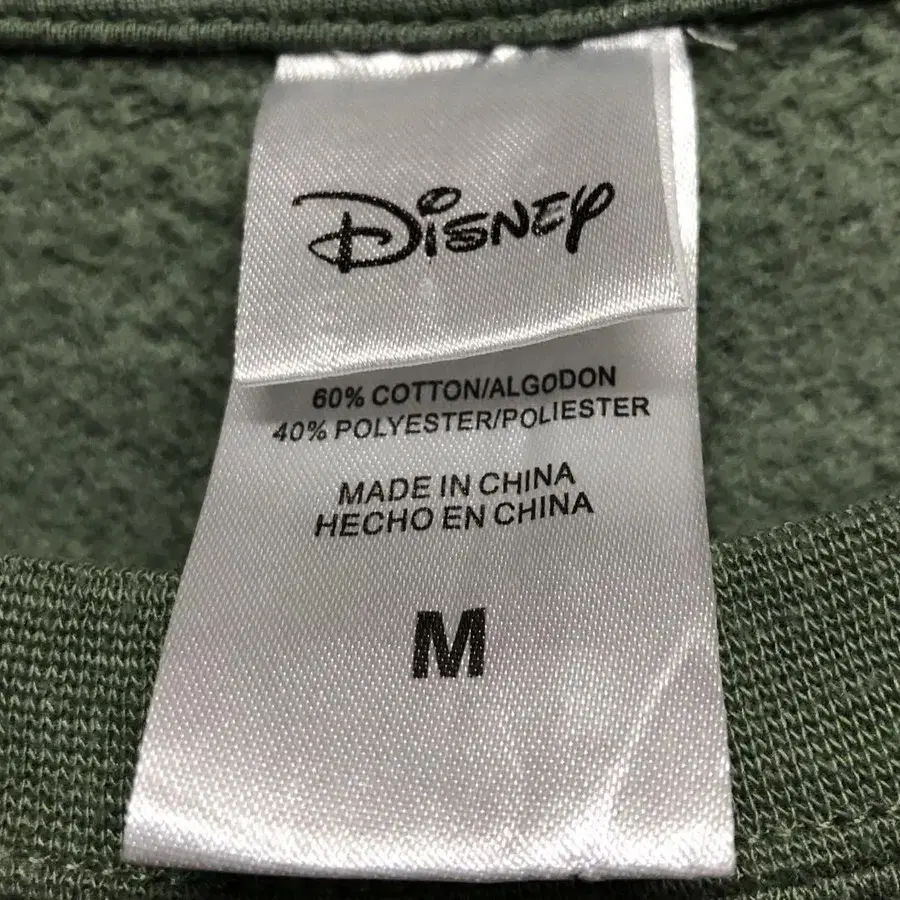 Disney
60% COTTON/ALGODON
40% POLYESTER/POLIESTER
MADE IN CHINA
HECHO EN CHINA
M